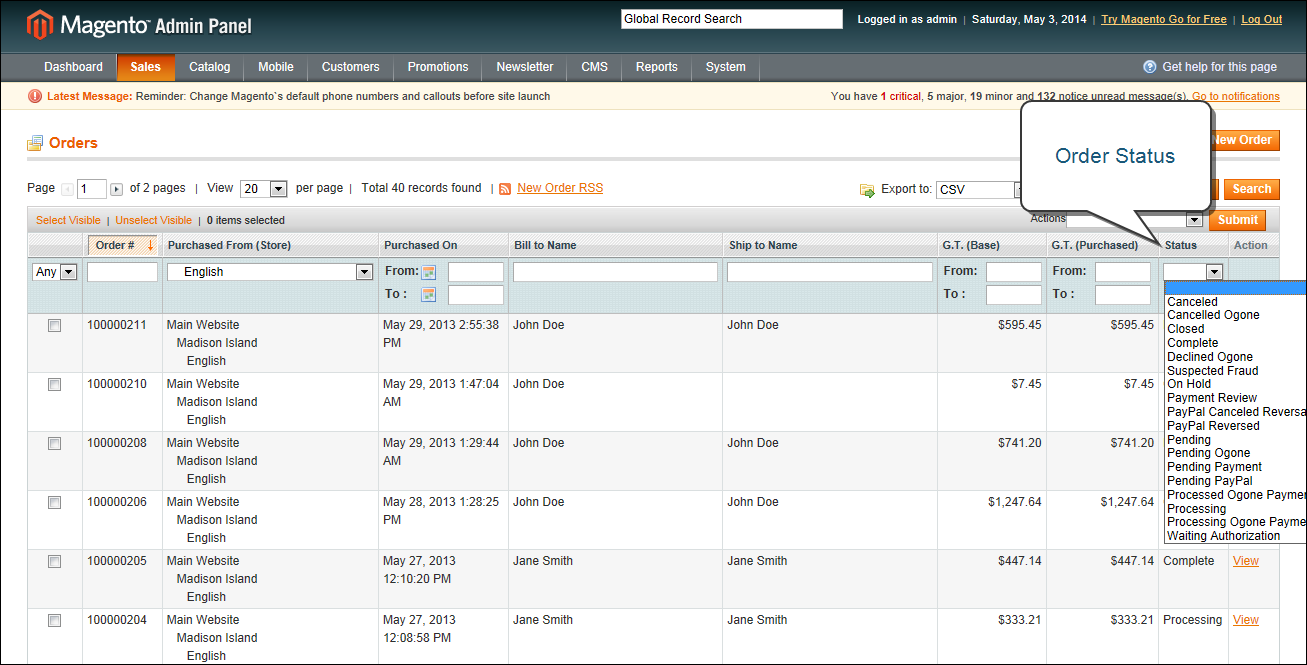 Magento™ Admin Panel
Global Record Search
Logged in as admin | Saturday, May 3, 2014 | Try Magento Go for Free | Log Out
Dashboard Sales Catalog Mobile Customers Promotions Newsletter CMS Reports System
Get help for this page
Latest Message: Reminder: Change Magento`s default phone numbers and callouts before site launch
You have 1 critical, 5 major, 19 minor and 132 notice unread message(s). Go to notifications
Orders
New Order
Order Status
Page 1 of 2 pages | View 20 per page | Total 40 records found | New Order RSS
Export to: CSV
Search
Select Visible | Unselect Visible | 0 items selected
Actions
Submit
Order # Purchased From (Store) Purchased On Bill to Name Ship to Name G.T. (Base) G.T. (Purchased) Status Action
Any English From: From: From:
To : To : To :
100000211 Main Website May 29, 2013 2:55:38 John Doe John Doe $595.45 $595.45
Madison Island PM
English
100000210 Main Website May 29, 2013 1:47:04 John Doe $7.45 $7.45
Madison Island AM
English
100000208 Main Website May 29, 2013 1:29:44 John Doe John Doe $741.20 $741.20
Madison Island AM
English
100000206 Main Website May 28, 2013 1:28:25 John Doe John Doe $1,247.64 $1,247.64
Madison Island PM
English
Canceled
Cancelled Ogone
Closed
Complete
Declined Ogone
Suspected Fraud
On Hold
Payment Review
PayPal Canceled Reversa
PayPal Reversed
Pending
Pending Ogone
Pending Payment
Pending PayPal
Processed Ogone Paymer
Processing
Processing Ogone Payme
Waiting Authorization
100000205 Main Website May 27, 2013 Jane Smith Jane Smith $447.14 $447.14 Complete View
Madison Island 12:10:20 PM
English
100000204 Main Website May 27, 2013 Jane Smith Jane Smith $333.21 $333.21 Processing View
Madison Island 12:08:58 PM
English